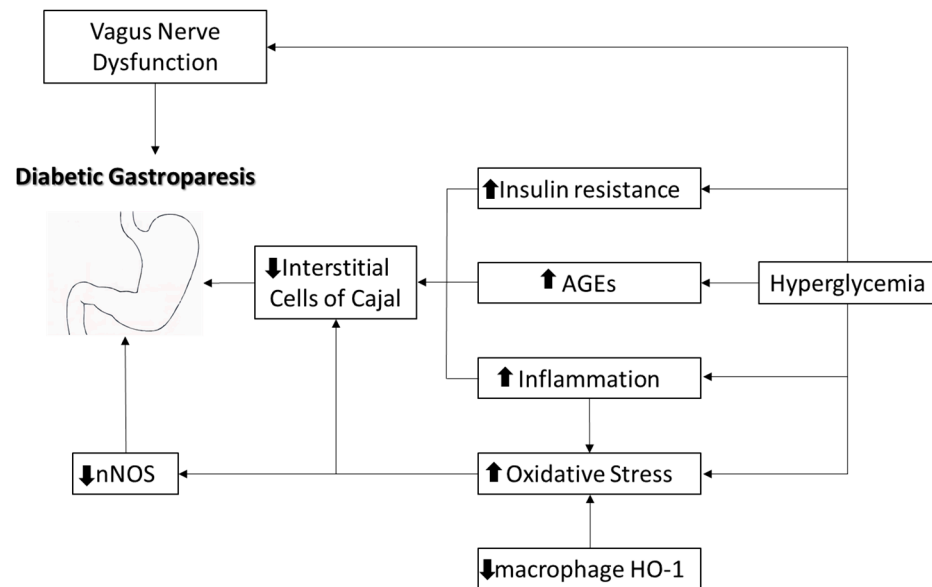 Vagus Nerve
Dysfunction
Diabetic Gastroparesis
⬆Insulin resistance
⬇Interstitial
Cells of Cajal
⬆ AGEs
Hyperglycemia
⬆ Inflammation
⬇nNOS
⬆Oxidative Stress
⬇macrophage HO-1